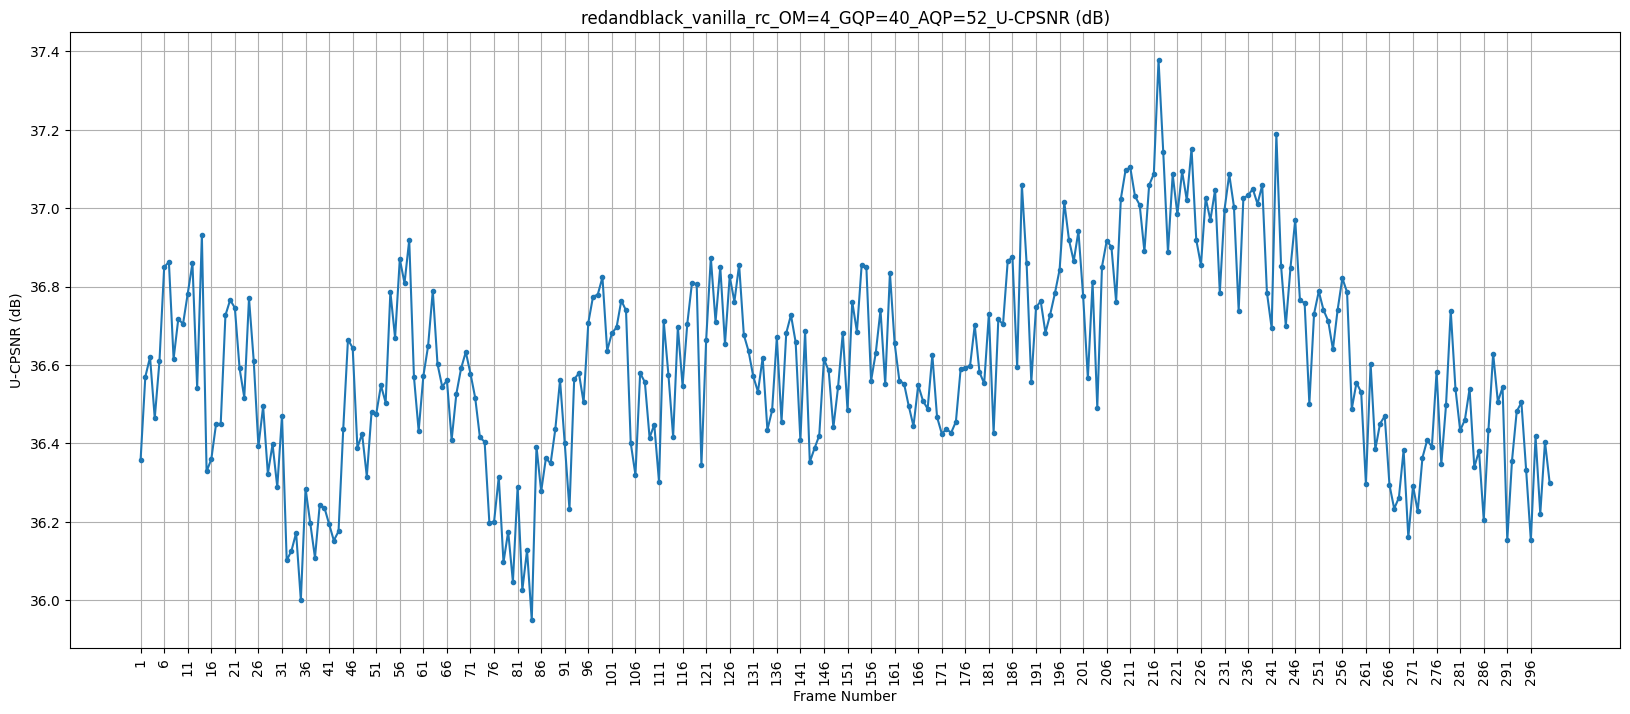 redandblack_vanilla_rc_OM=4_GQP=40_AQP=52_U-CPSNR (dB)
U-CPSNR (dB)
37.4
37.2
37.0
36.8
36.6
36.4
36.2
36.0
1 6 11 16 21 26 31 36 41 46 51 56 61 66 71 76 81 86 91 96 101 106 111 116 121 126 131 136 141 146 151 156 161 166 171 176 181 186 191 196 201 206 211 216 221 226 231 236 241 246 251 256 261 266 271 276 281 286 291 296
Frame Number